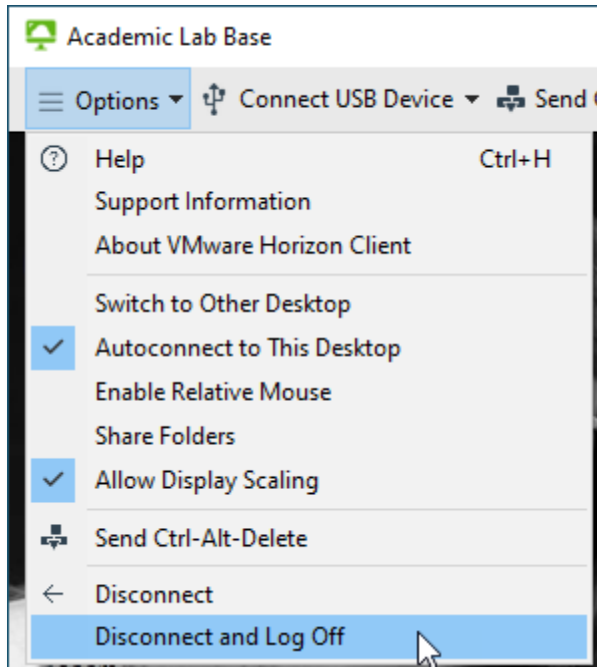 Academic Lab Base
Options Connect USB Device Send
Help Ctrl+H
Support Information
About VMware Horizon Client
Switch to Other Desktop
Autoconnect to This Desktop
Enable Relative Mouse
Share Folders
Allow Display Scaling
Send Ctrl-Alt-Delete
Disconnect
Disconnect and Log Off